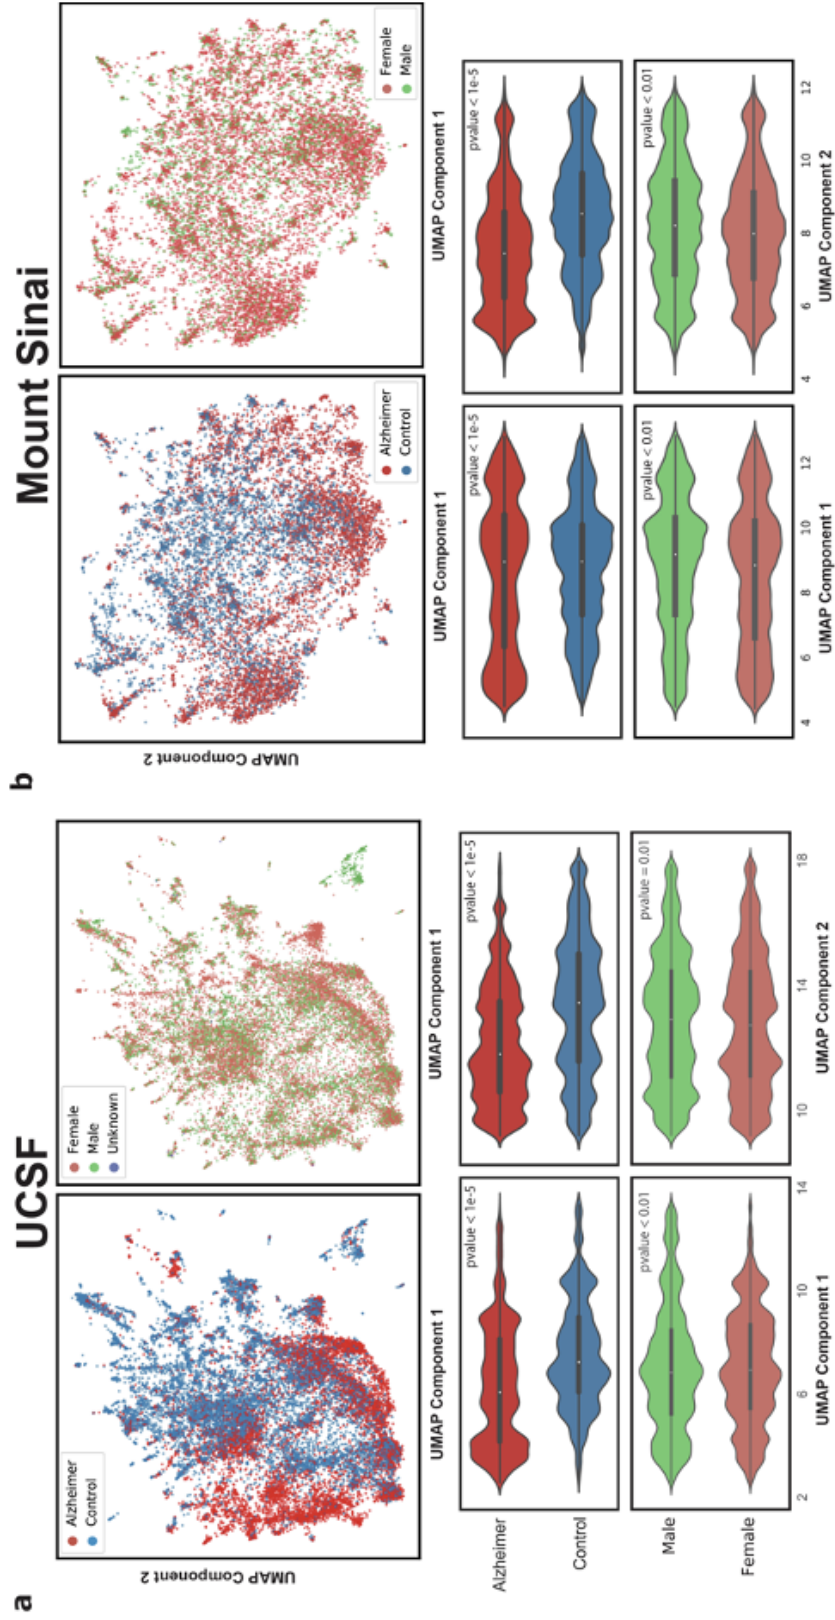 a
UCSF
Alzheimer
Control
Female
Male
Unknown
UMAP Component 2
UMAP Component 1
UMAP Component 1
Alzheimer
Control
pvalue < 1e-5
pvalue < 1e-5
Male
Female
pvalue < 0.01
pvalue = 0.01
2 6 10 14
10 14 18
UMAP Component 1
UMAP Component 2
b
Mount Sinai
Alzheimer
Control
Female
Male
UMAP Component 2
UMAP Component 1
UMAP Component 1
pvalue < 1e-5
pvalue < 1e-5
pvalue < 0.01
pvalue < 0.01
4 6 8 10 12
4 6 8 10 12
UMAP Component 1
UMAP Component 2